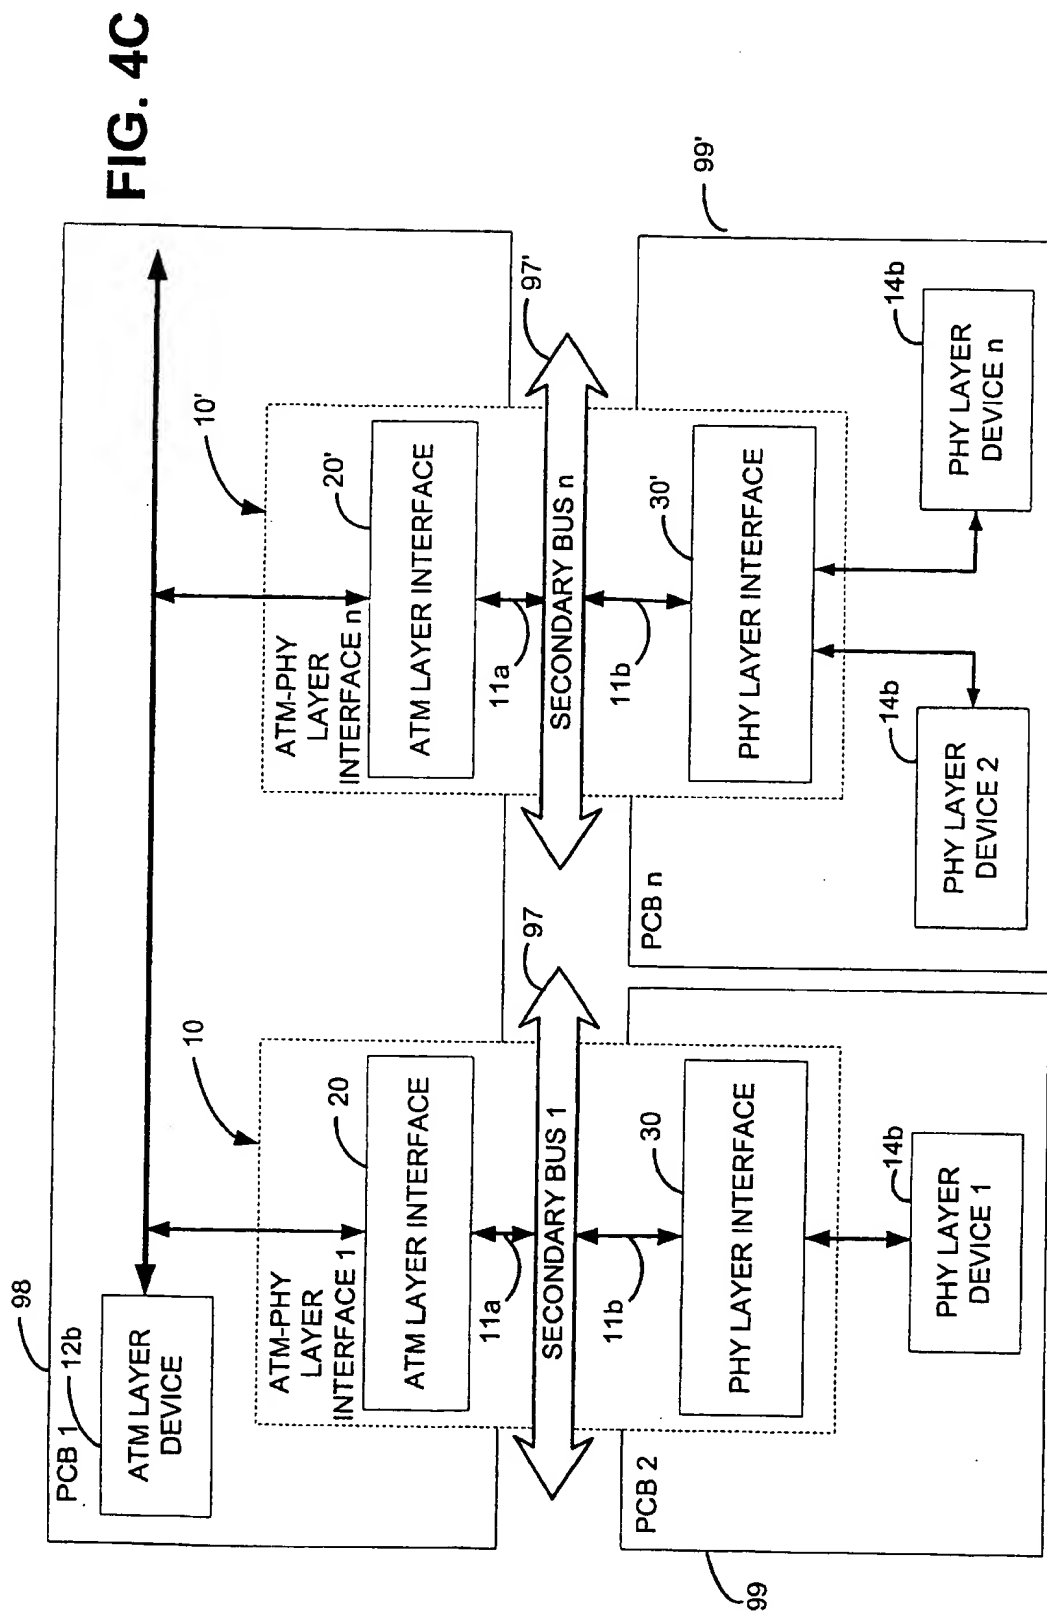 FIG. 4C
98
PCB 1
12b
ATM LAYER
DEVICE
10
10'
ATM-PHY
LAYER
INTERFACE 1
20
ATM LAYER INTERFACE
11a
ATM-PHY
LAYER
INTERFACE n
20'
ATM LAYER INTERFACE
11a
SECONDARY BUS 1
97
SECONDARY BUS n
97'
99
PCB 2
11b
30
PHY LAYER INTERFACE
14b
PHY LAYER
DEVICE 1
99'
PCB n
11b
30'
PHY LAYER INTERFACE
14b
PHY LAYER
DEVICE 2
14b
PHY LAYER
DEVICE n